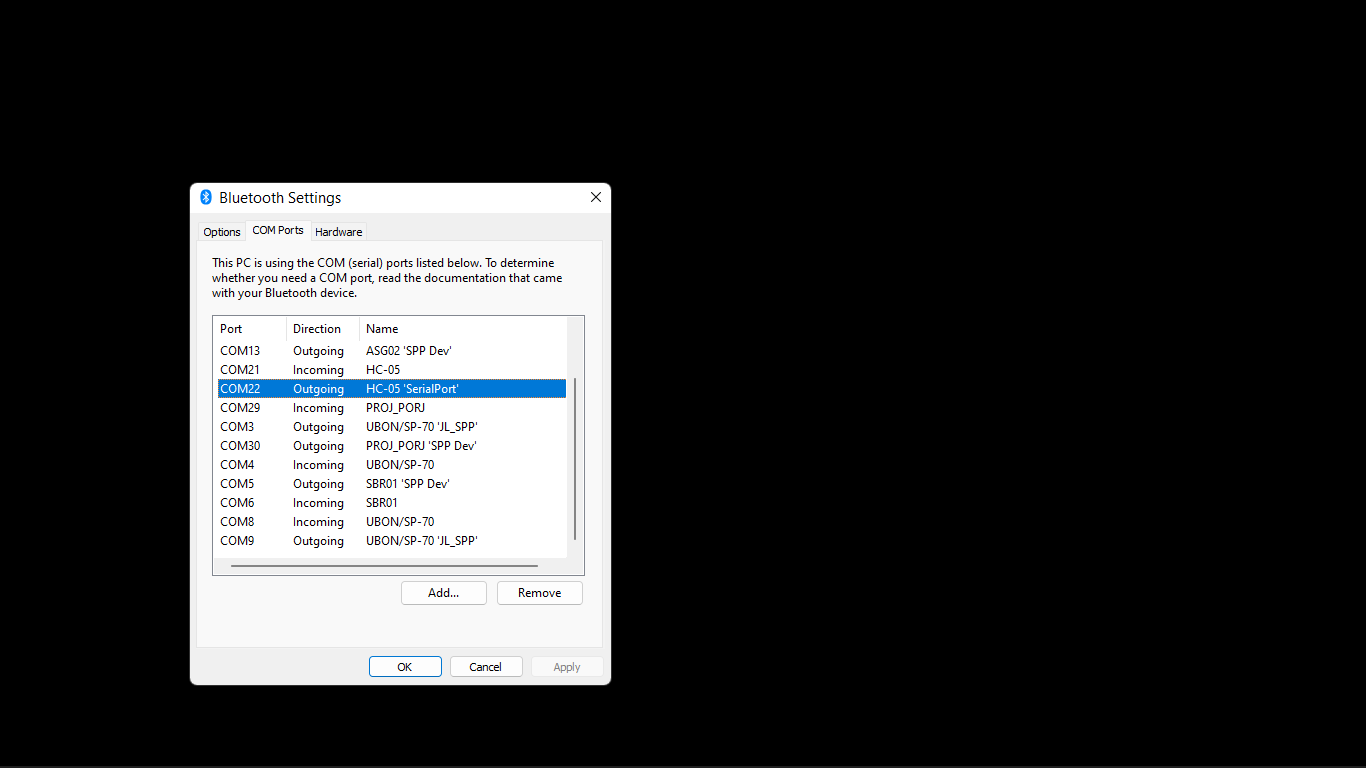 Bluetooth Settings
Options COM Ports Hardware
This PC is using the COM (serial) ports listed below. To determine
whether you need a COM port, read the documentation that came
with your Bluetooth device.
Port Direction Name
COM13 Outgoing ASG02 'SPP Dev'
COM21 Incoming HC-05
COM22 Outgoing HC-05 'SerialPort'
COM29 Incoming PROJ_PORJ
COM3 Outgoing UBON/SP-70 'JL_SPP'
COM30 Outgoing PROJ_PORJ 'SPP Dev'
COM4 Incoming UBON/SP-70
COM5 Outgoing SBR01 'SPP Dev'
COM6 Incoming SBR01
COM8 Incoming UBON/SP-70
COM9 Outgoing UBON/SP-70 'JL_SPP'
Add... Remove
OK Cancel Apply